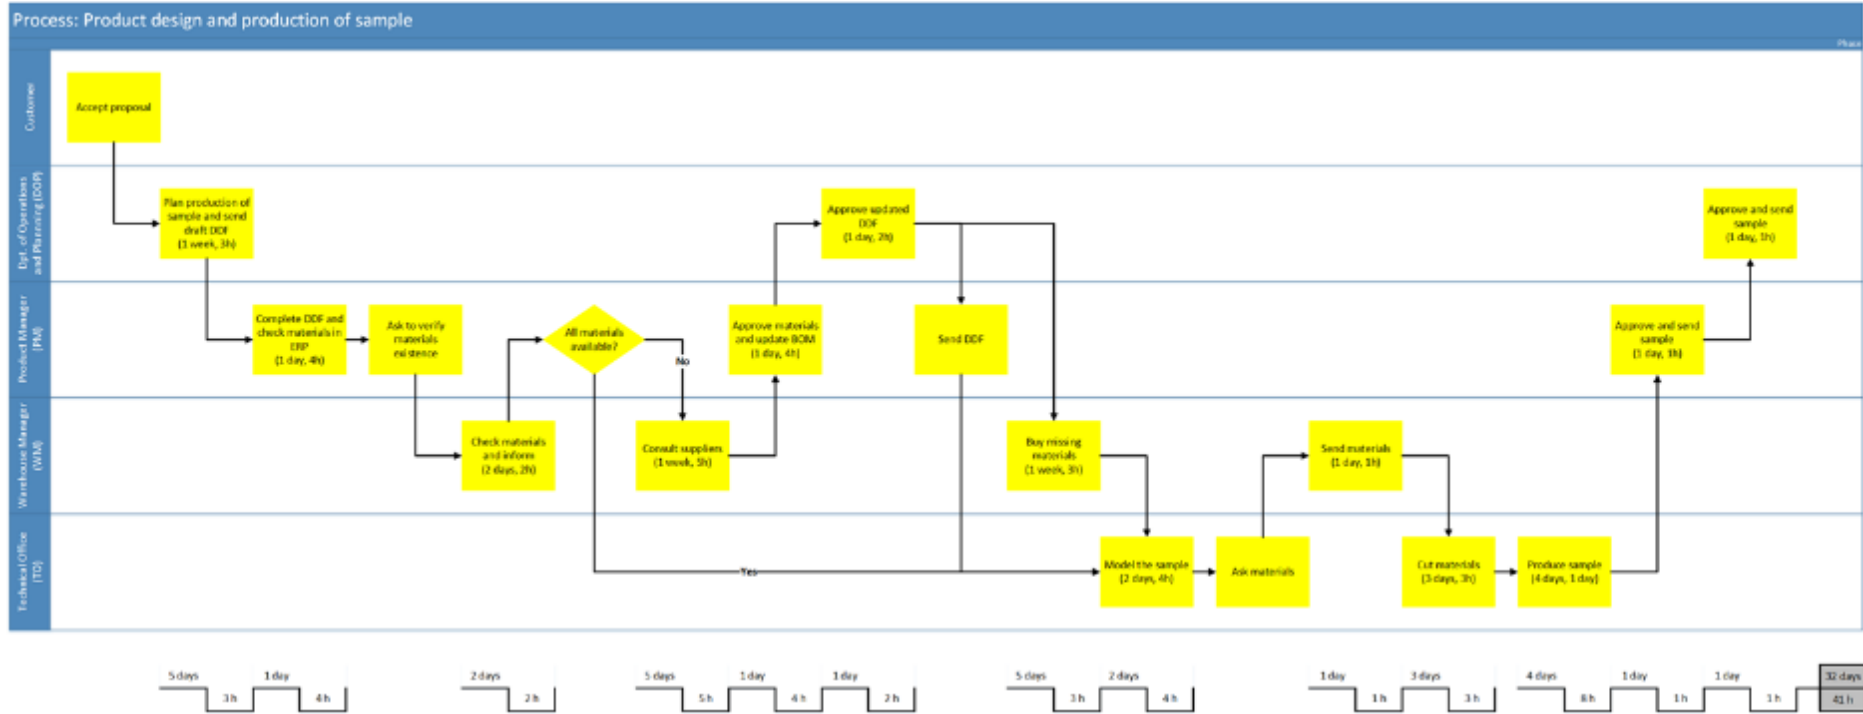 Process: Product design and production of sample
Phase
Customer
Accept proposal
Dpt. of Operations
and Planning (DOP)
Plan production of
sample and send
draft DDF
(1 week, 3h)
Approve updated
DDF
(1 day, 2h)
Approve and send
sample
(1 day, 1h)
Product Manager
(PM)
Complete DDF and
check materials in
ERP
(1 day, 4h)
Ask to verify
materials
existence
All materials
available?
No
Approve materials
and update BOM
(1 day, 4h)
Send DDF
Approve and send
sample
(1 day, 1h)
Warehouse Manager
(WM)
Check materials
and inform
(2 days, 2h)
Consult suppliers
(1 week, 5h)
Buy missing
materials
(1 week, 3h)
Send materials
(1 day, 1h)
Technical Office
(TO)
Yes
Model the sample
(2 days, 4h)
Ask materials
Cut materials
(3 days, 3h)
Produce sample
(4 days, 1 day)
5 days
3 h
1 day
4 h
2 days
2 h
5 days
5 h
1 day
4 h
1 day
2 h
5 days
3 h
2 days
4 h
1 day
1 h
3 days
3 h
4 days
8 h
1 day
1 h
1 day
1 h
32 days
41 h